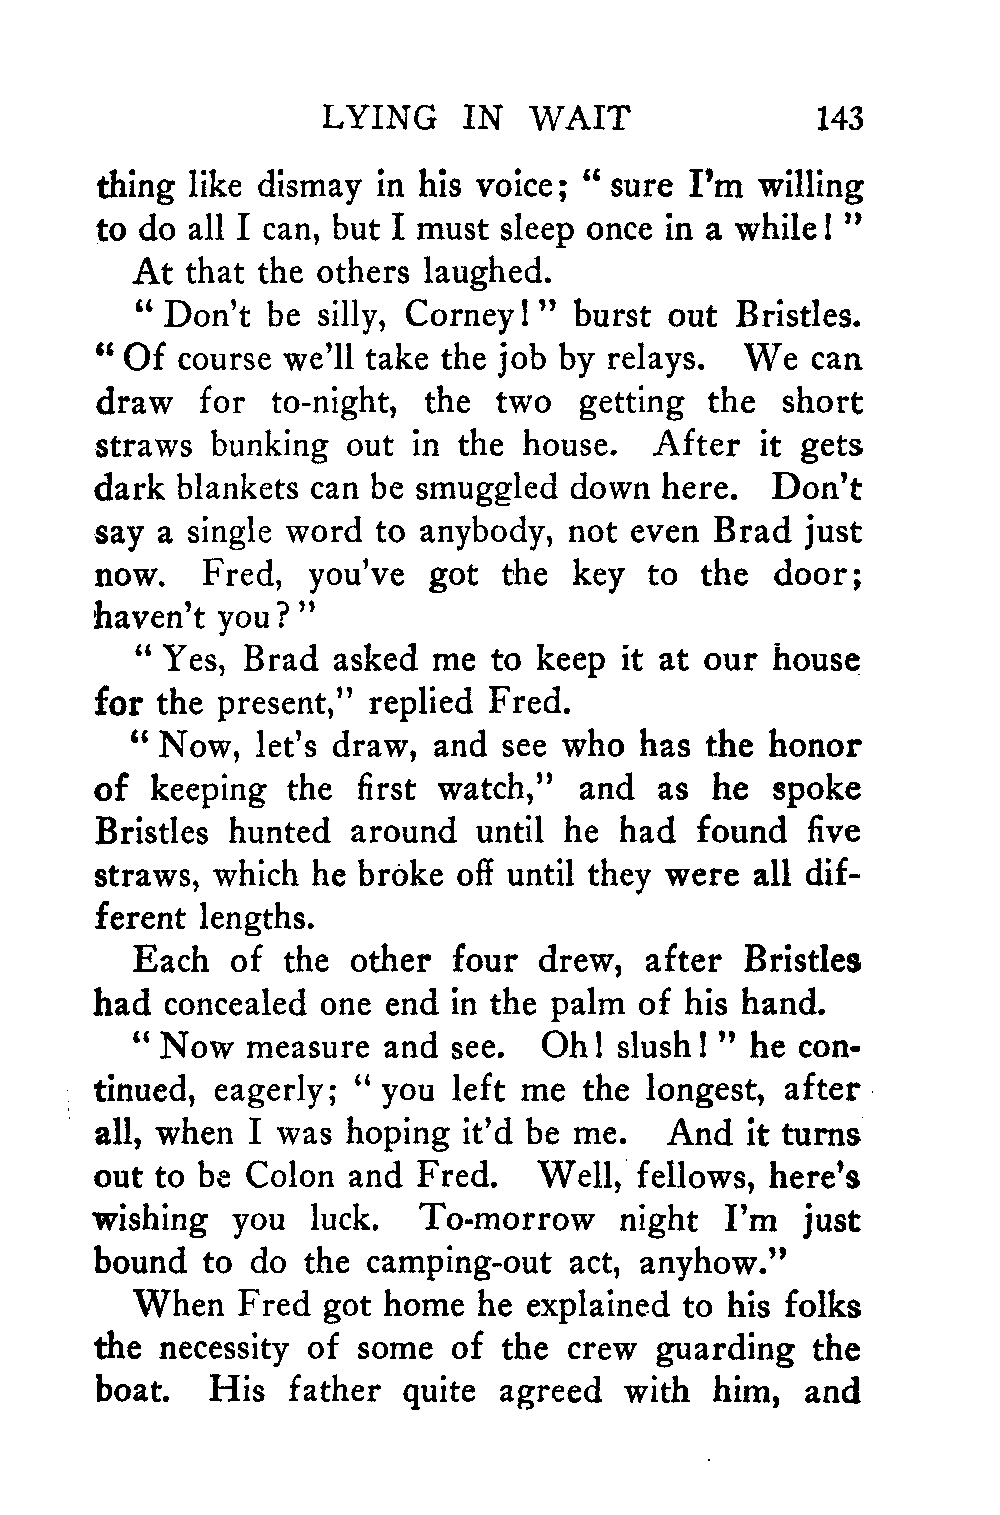 LYING IN WAIT 143
thing like dismay in his voice; “ sure I’m willing
to do all I can, but I must sleep once in a while! ”
At that the others laughed.
“ Don’t be silly, Corney! ” burst out Bristles.
“ Of course we’ll take the job by relays. We can
draw for to-night, the two getting the short
straws bunking out in the house. After it gets
dark blankets can be smuggled down here. Don’t
say a single word to anybody, not even Brad just
now. Fred, you’ve got the key to the door;
haven’t you? ”
“ Yes, Brad asked me to keep it at our house
for the present,” replied Fred.
“ Now, let’s draw, and see who has the honor
of keeping the first watch,” and as he spoke
Bristles hunted around until he had found five
straws, which he broke off until they were all dif-
ferent lengths.
Each of the other four drew, after Bristles
had concealed one end in the palm of his hand.
“ Now measure and see. Oh! slush! ” he con-
tinued, eagerly; “ you left me the longest, after
all, when I was hoping it’d be me. And it turns
out to be Colon and Fred. Well, fellows, here’s
wishing you luck. To-morrow night I’m just
bound to do the camping-out act, anyhow.”
When Fred got home he explained to his folks
the necessity of some of the crew guarding the
boat. His father quite agreed with him, and